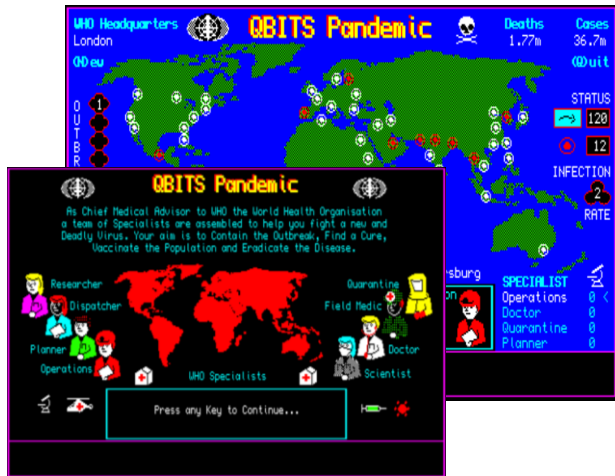 WHO Headquarters
London
QBITS Pandemic
Deaths
1.77m
Cases
36.7m
(N)ew
(Q)uit
O
U
T
B
R
1
STATUS
120
12
INFECTION
2
RATE
SPECIALIST
Operations 0 <
Doctor 0
Quarantine 0
Planner 0
QBITS Pandemic
As Chief Medical Advisor to WHO the World Health Organisation
a team of Specialists are assembled to help you fight a new and
Deadly Virus. Your aim is to Contain the Outbreak, Find a Cure,
Vaccinate the Population and Eradicate the Disease.
Researcher
Dispatcher
Planner
Operations
Quarantine
Field Medic
Doctor
Scientist
WHO Specialists
Press any Key to Continue...